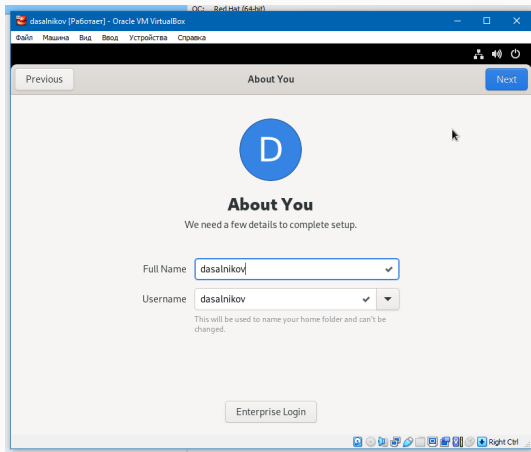 ОС: Red Hat (64-bit)
dasalnikov [Работает] - Oracle VM VirtualBox
Файл Машина Вид Ввод Устройства Справка
Previous About You Next
D
About You
We need a few details to complete setup.
Full Name dasalnikov
Username dasalnikov
This will be used to name your home folder and can't be
changed.
Enterprise Login
Right Ctrl